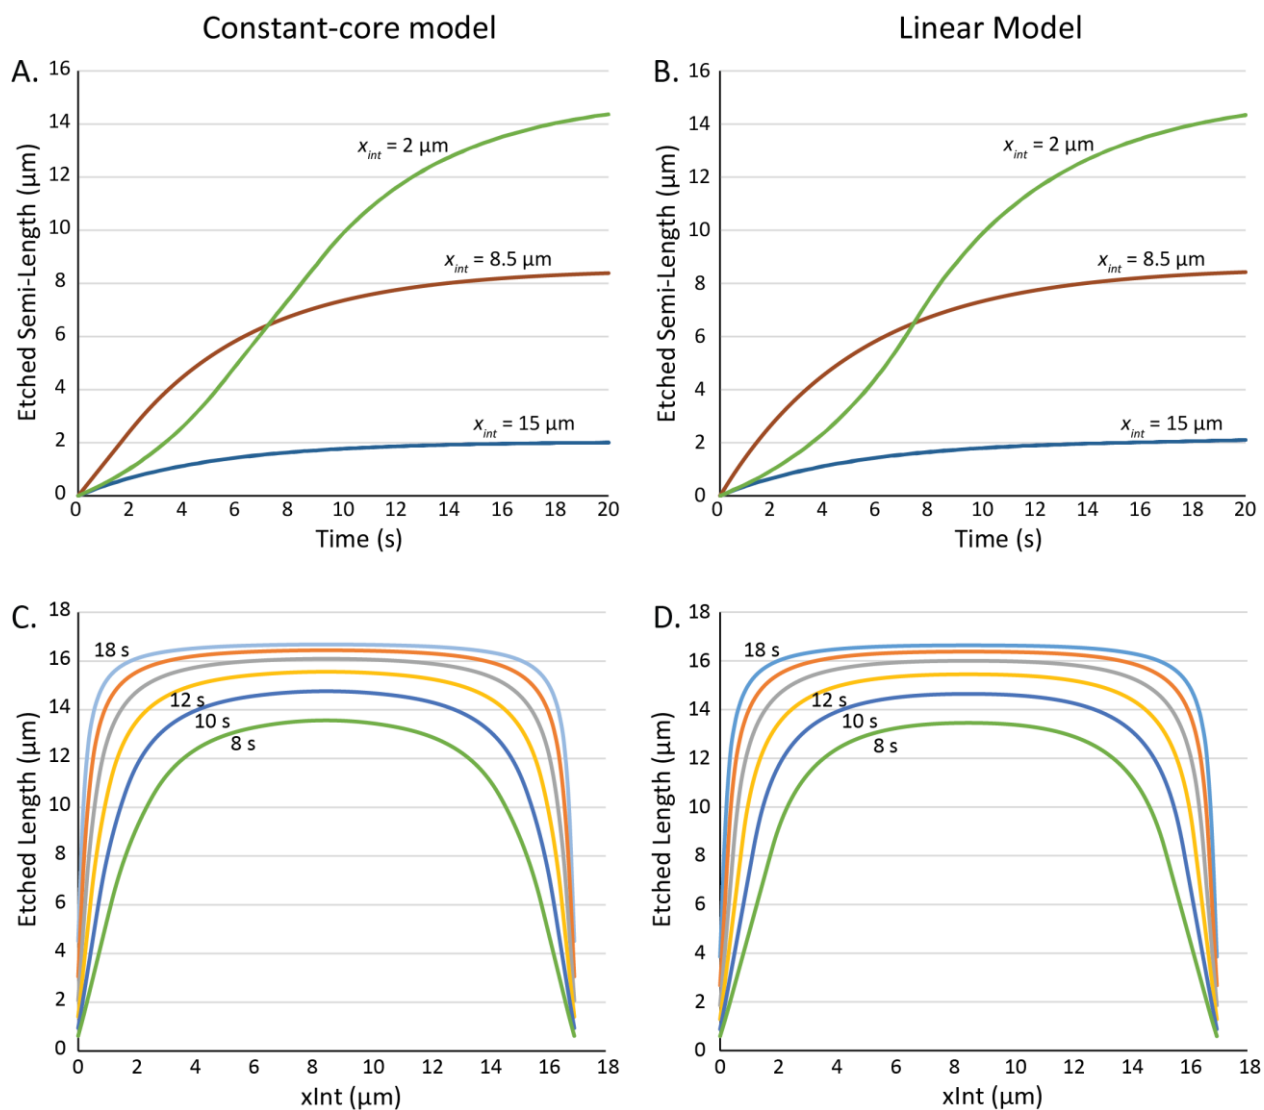 Constant-core model
Linear Model
A.
16
14
12
10
8
6
4
2
0
Etched Semi-Length (μm)
x_int = 2 μm
x_int = 8.5 μm
x_int = 15 μm
0 2 4 6 8 10 12 14 16 18 20
Time (s)
B.
16
14
12
10
8
6
4
2
0
Etched Semi-Length (μm)
x_int = 2 μm
x_int = 8.5 μm
x_int = 15 μm
0 2 4 6 8 10 12 14 16 18 20
Time (s)
C.
18
16
14
12
10
8
6
4
2
0
Etched Length (μm)
18 s
12 s
10 s
8 s
0 2 4 6 8 10 12 14 16 18
xInt (μm)
D.
18
16
14
12
10
8
6
4
2
0
Etched Length (μm)
18 s
12 s
10 s
8 s
0 2 4 6 8 10 12 14 16 18
xInt (μm)